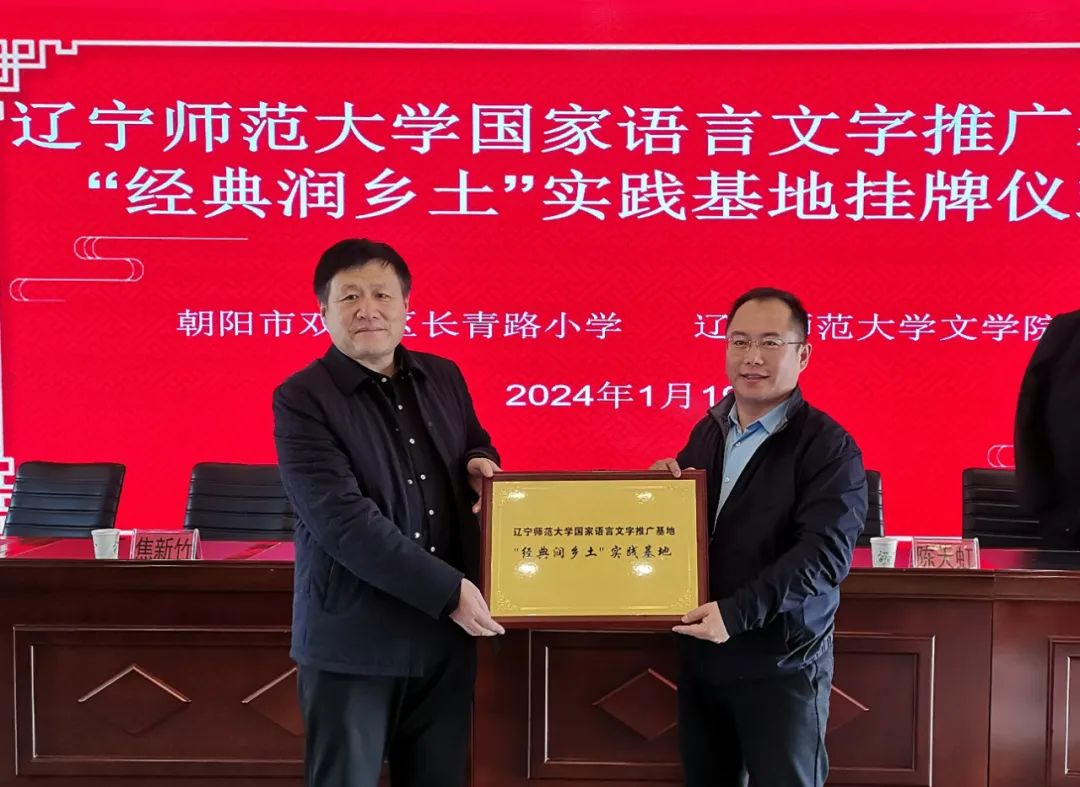 辽宁师范大学国家语言文字推广
“经典润乡土”实践基地挂牌仪
朝阳市双 区长青路小学 辽 师范大学文学院
2024年1月1
辽宁师范大学国家语言文字推广基地
"经典润乡土"实践基地
焦新竹
陈天虹